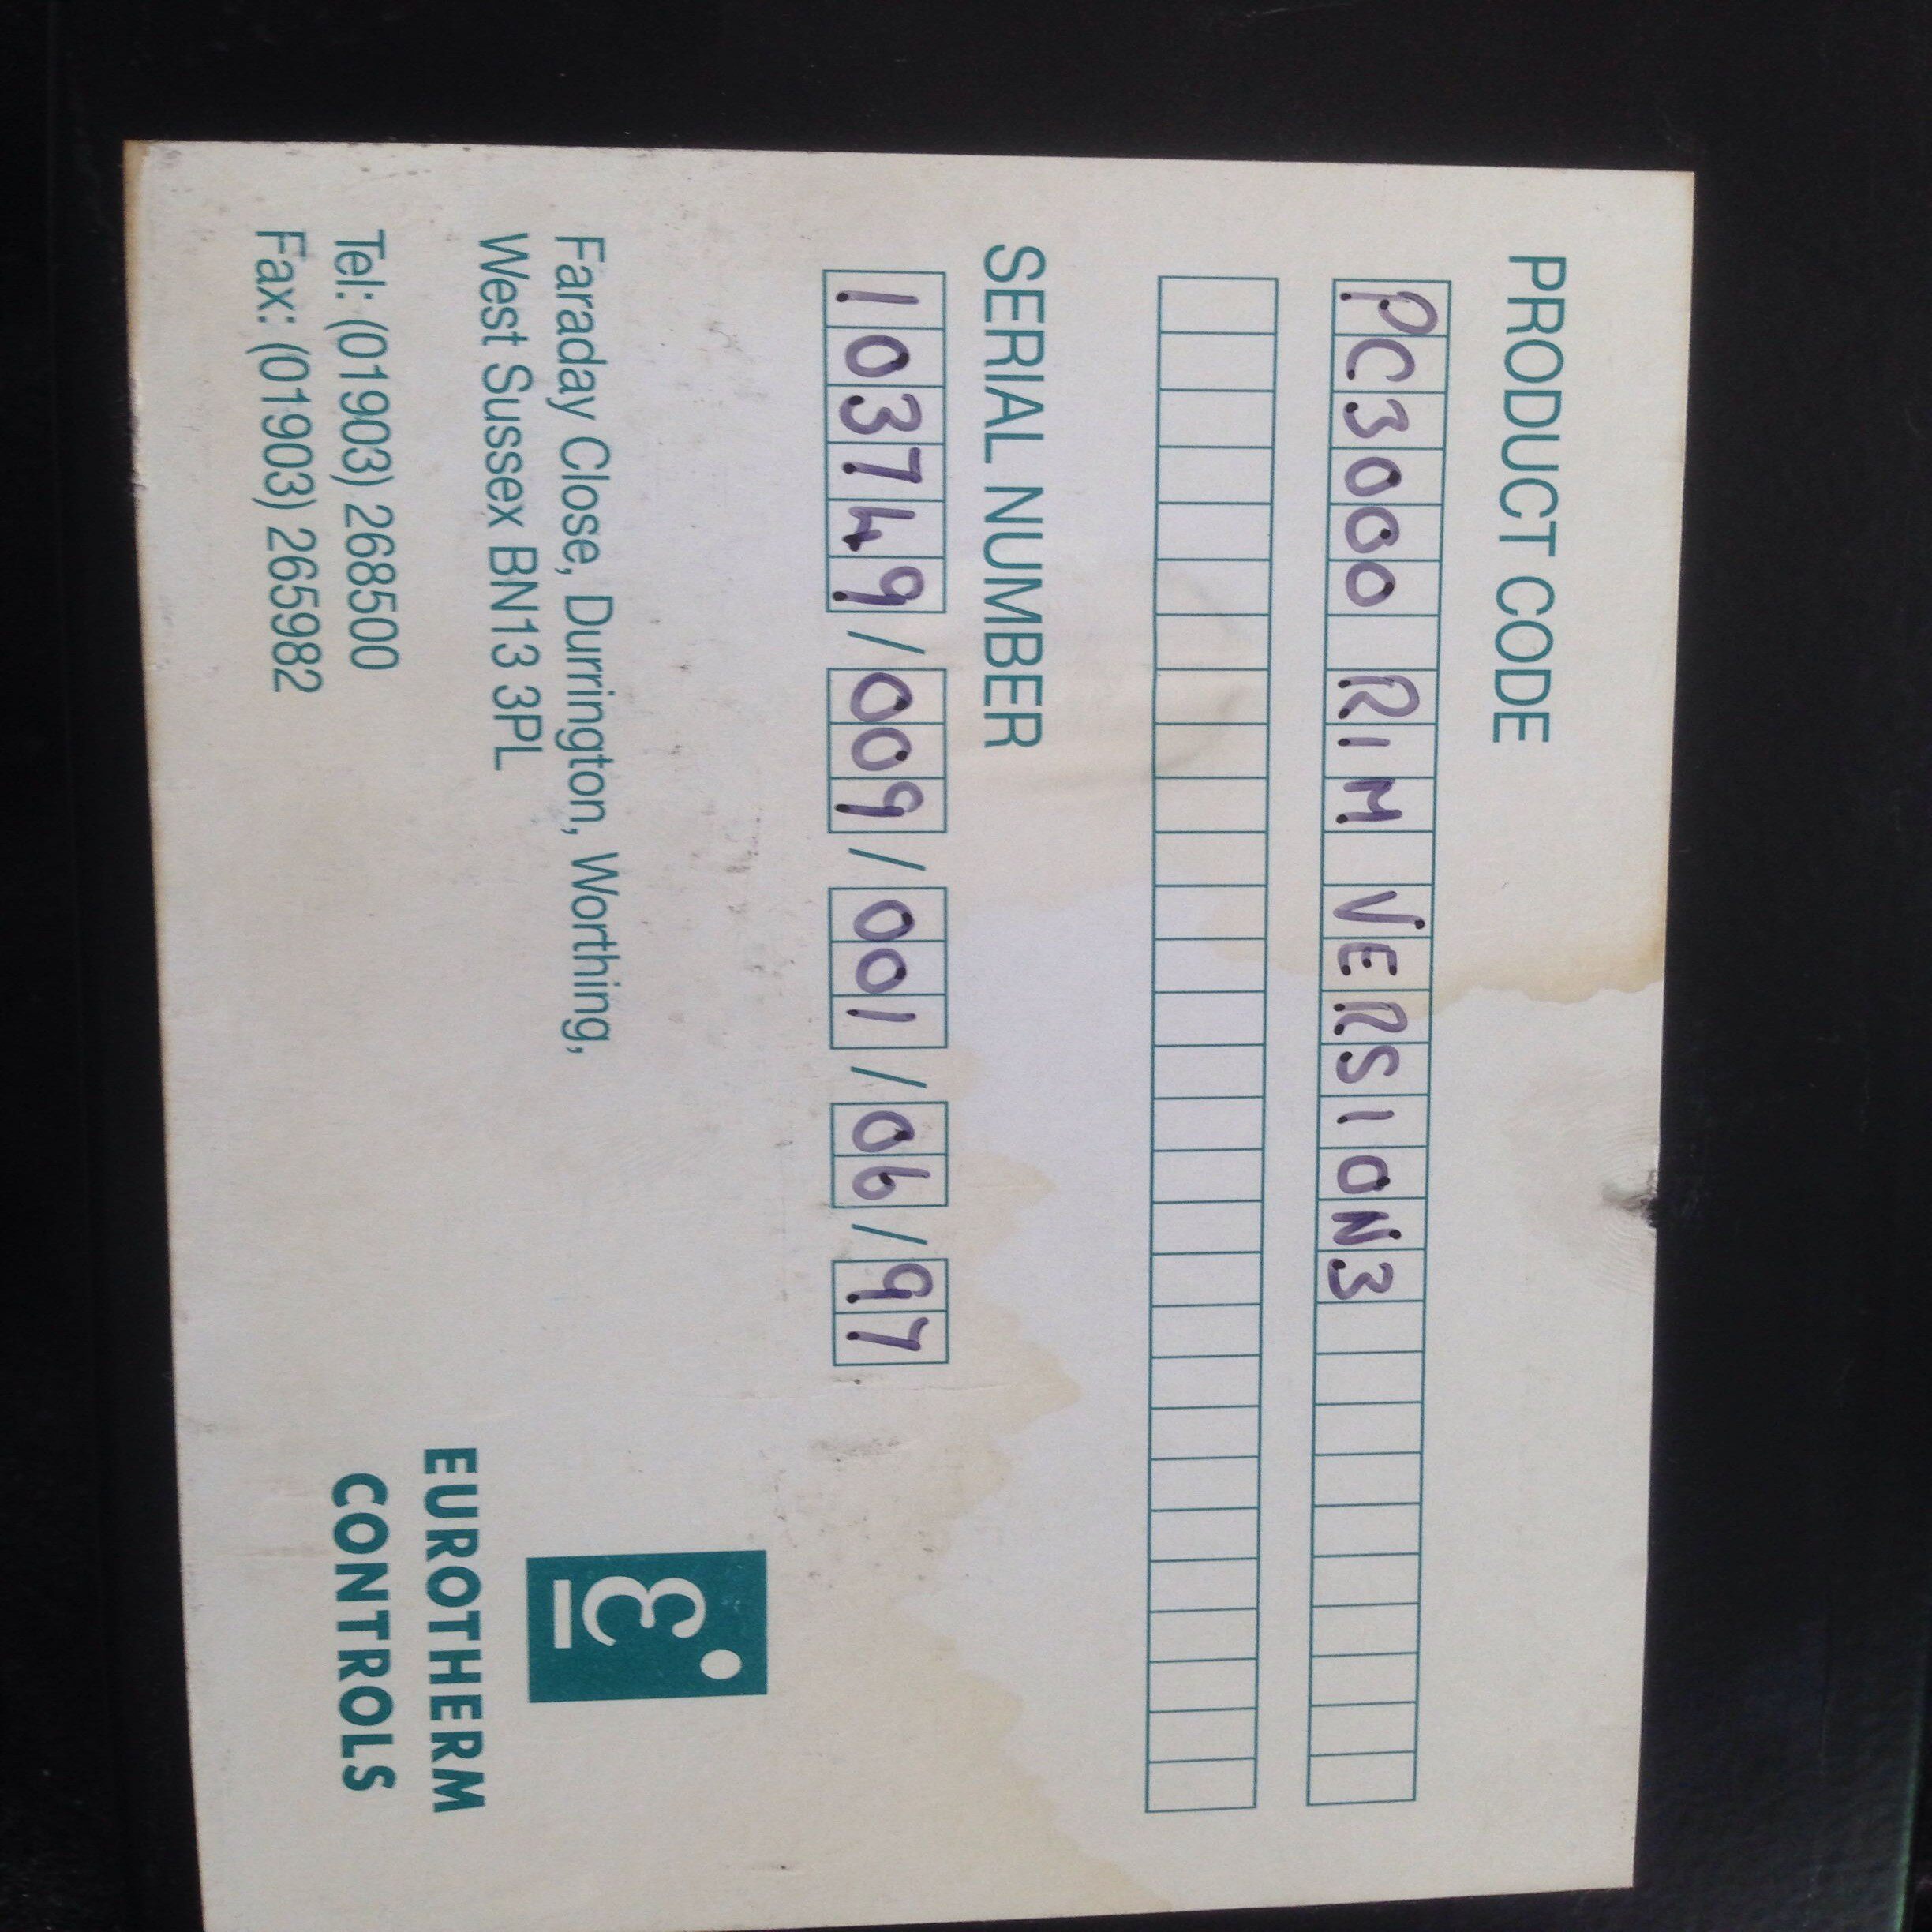 PRODUCT CODE
PC3000 RIM VERSION3
SERIAL NUMBER
103749/009/001/06/97
Faraday Close, Durrington, Worthing,
West Sussex BN13 3PL
Tel: (01903) 268500
Fax: (01903) 265982
EUROTHERM
CONTROLS